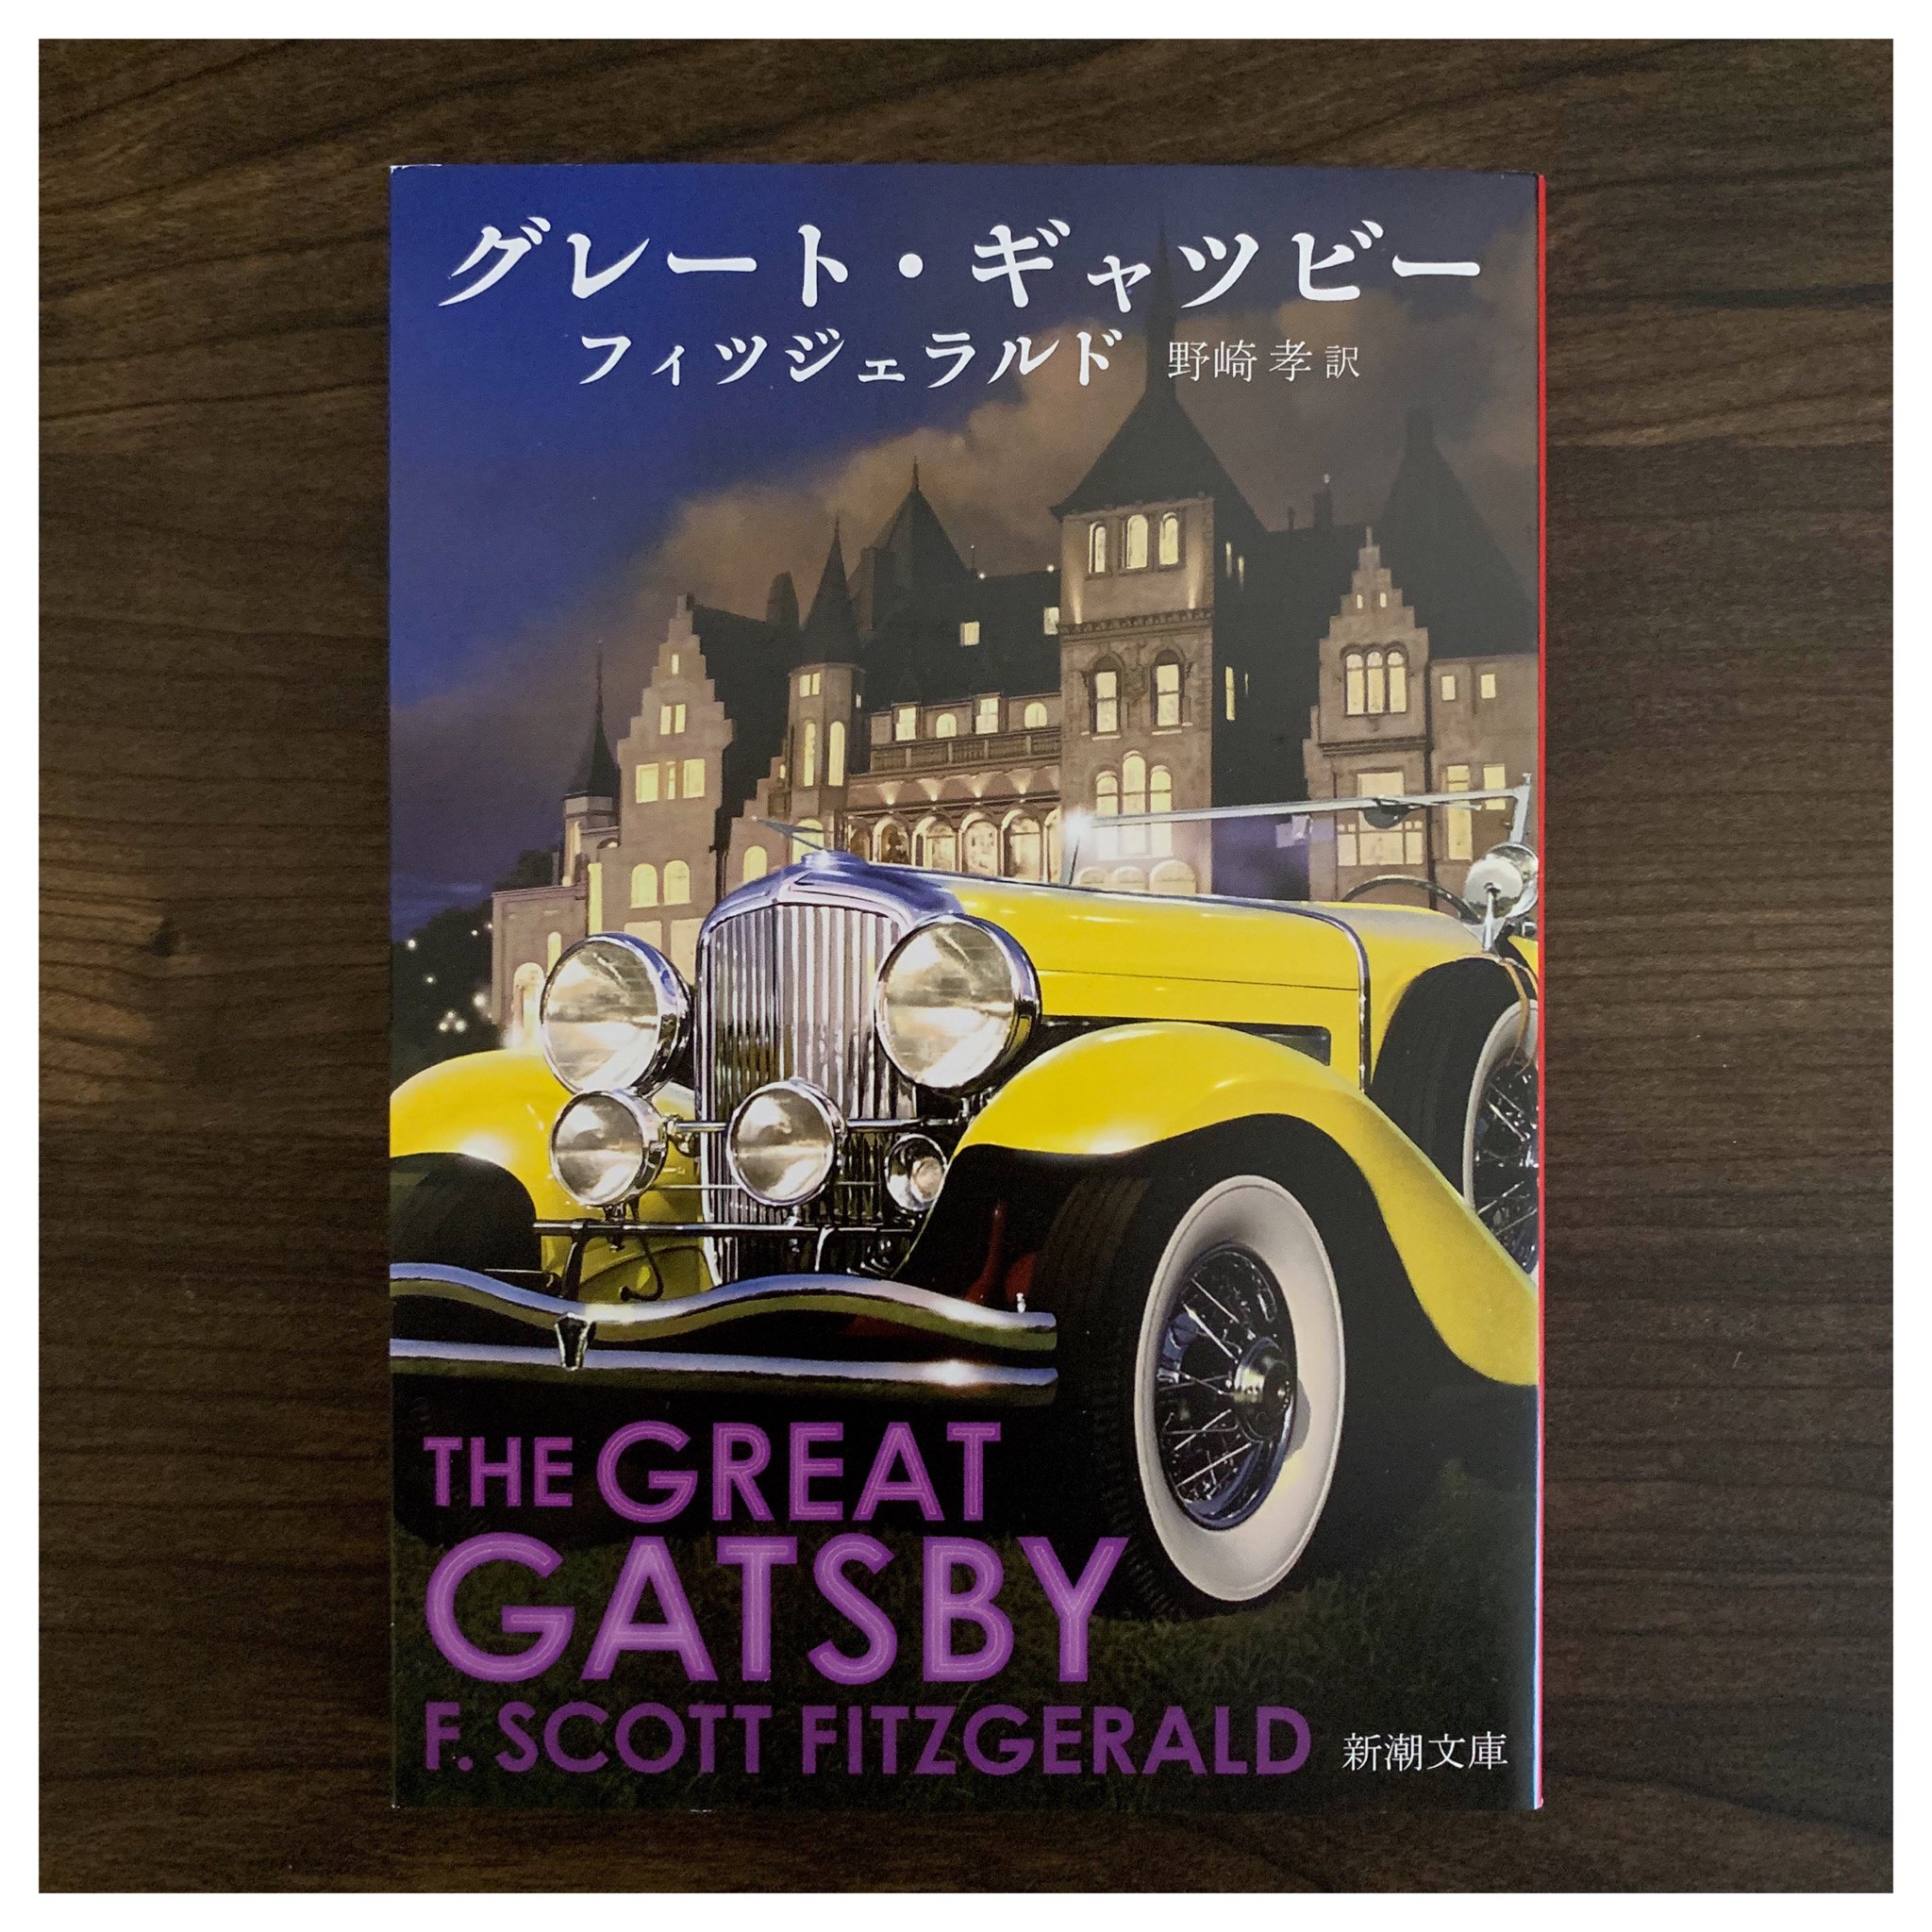 グレート・ギャツビー
フィツジェラルド 野崎 孝 訳
THE GREAT
GATSBY
F. SCOTT FITZGERALD
新潮文庫